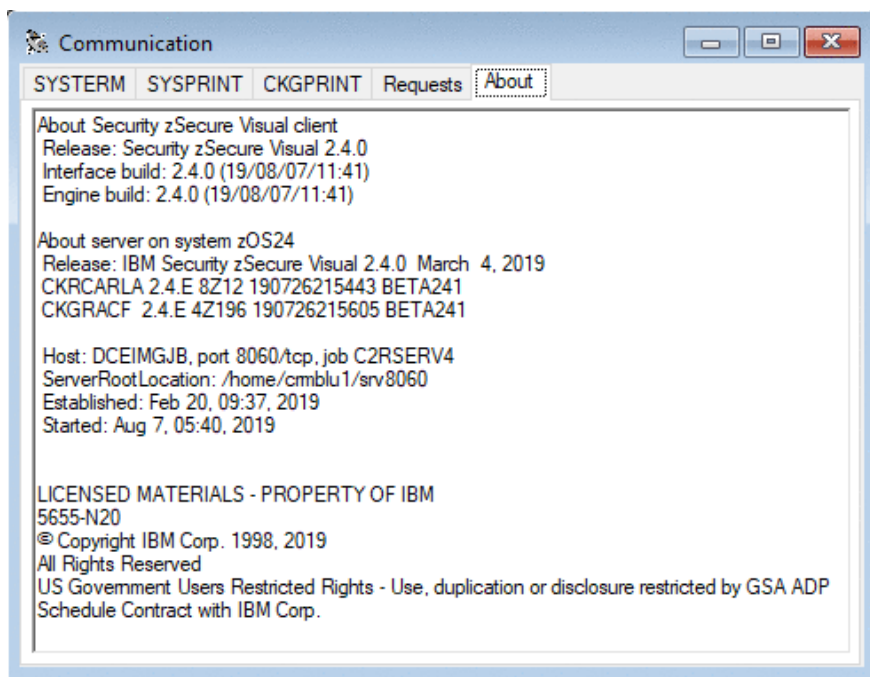 Communication
SYSTERM SYSPRINT CKGPRINT Requests About
About Security zSecure Visual client
Release: Security zSecure Visual 2.4.0
Interface build: 2.4.0 (19/08/07/11:41)
Engine build: 2.4.0 (19/08/07/11:41)
About server on system zOS24
Release: IBM Security zSecure Visual 2.4.0 March 4, 2019
CKRCARLA 2.4.E 8Z12 190726215443 BETA241
CKGRACF 2.4.E 4Z196 190726215605 BETA241
Host: DCEIMGJB, port 8060/tcp, job C2RSERV4
ServerRootLocation: /home/crmblu1/srv8060
Established: Feb 20, 09:37, 2019
Started: Aug 7, 05:40, 2019
LICENSED MATERIALS - PROPERTY OF IBM
5655-N20
© Copyright IBM Corp. 1998, 2019
All Rights Reserved
US Government Users Restricted Rights - Use, duplication or disclosure restricted by GSA ADP
Schedule Contract with IBM Corp.